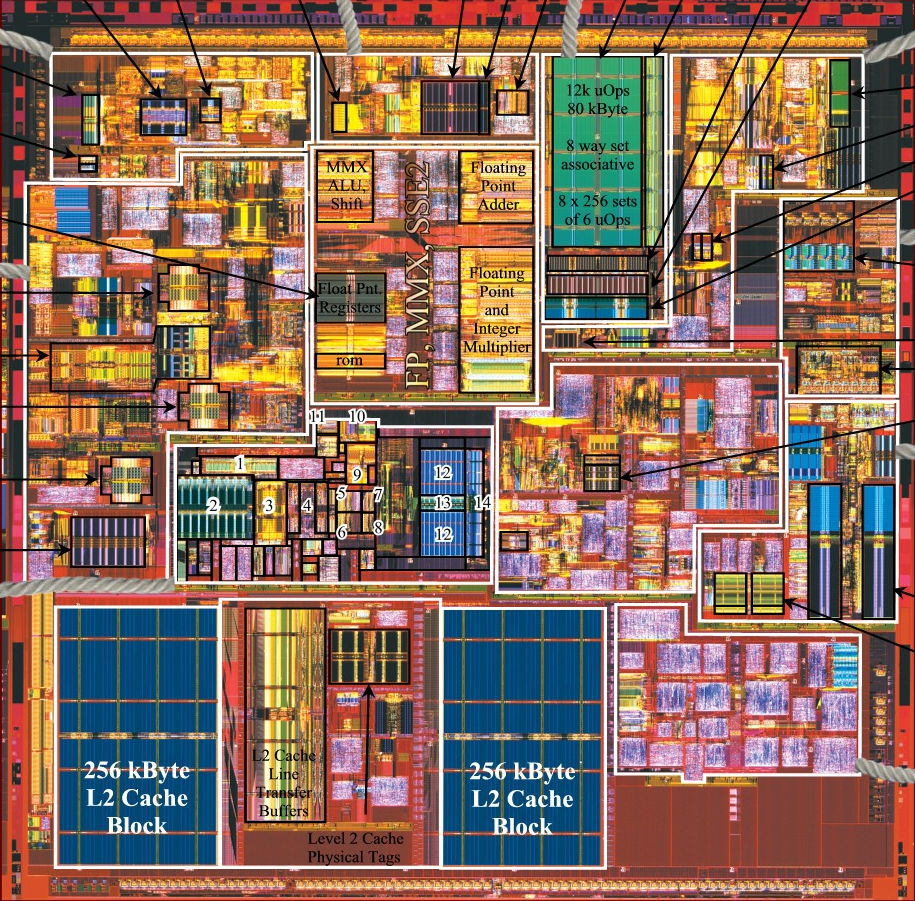 12k uOps
80 kByte
8 way set
associative
8 x 256 sets
of 6 uOps
MMX
ALU,
Shift
FP, MMX, SSE2
Floating
Point
Adder
Float Pnt.
Registers
Floating
Point
and
Integer
Multiplier
rom
11
10
1
9
12
2
3
4
5
7
13
14
6
8
12
256 kByte
L2 Cache
Block
L2 Cache
Line
Transfer
Buffers
256 kByte
L2 Cache
Block
Level 2 Cache
Physical Tags